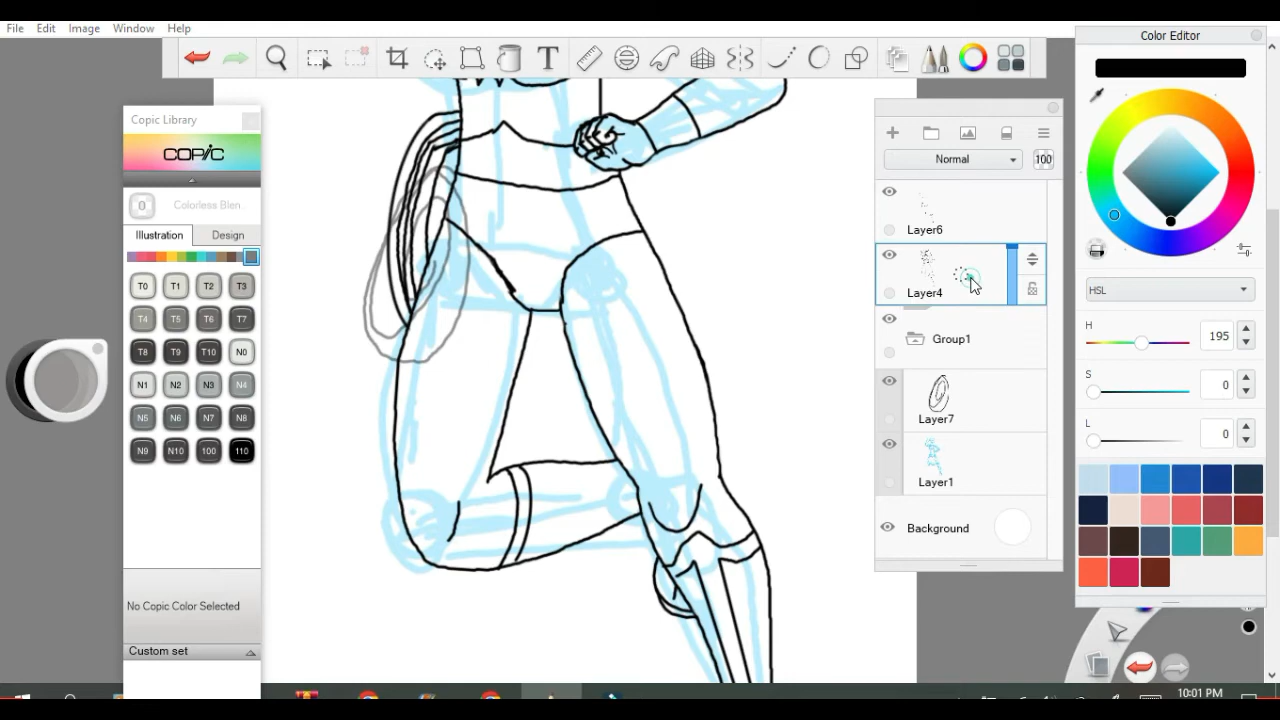 File Edit Image Window Help
T
Color Editor
Copic Library
COPIC
0 Colorless Blen
Illustration Design
T0 T1 T2 T3
T4 T5 T6 T7
T8 T9 T10 N0
N1 N2 N3 N4
N5 N6 N7 N8
N9 N10 100 110
No Copic Color Selected
Custom set
Normal 100
Layer6
Layer4
Group1
Layer7
Layer1
Background
HSL
H 195
S 0
L 0
10:01 PM